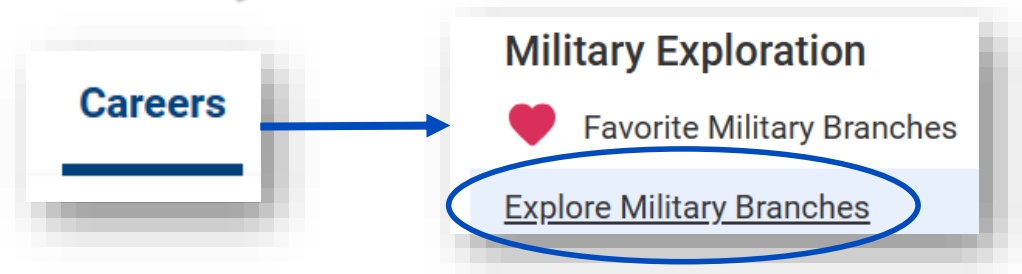 Careers
Military Exploration
Favorite Military Branches
Explore Military Branches